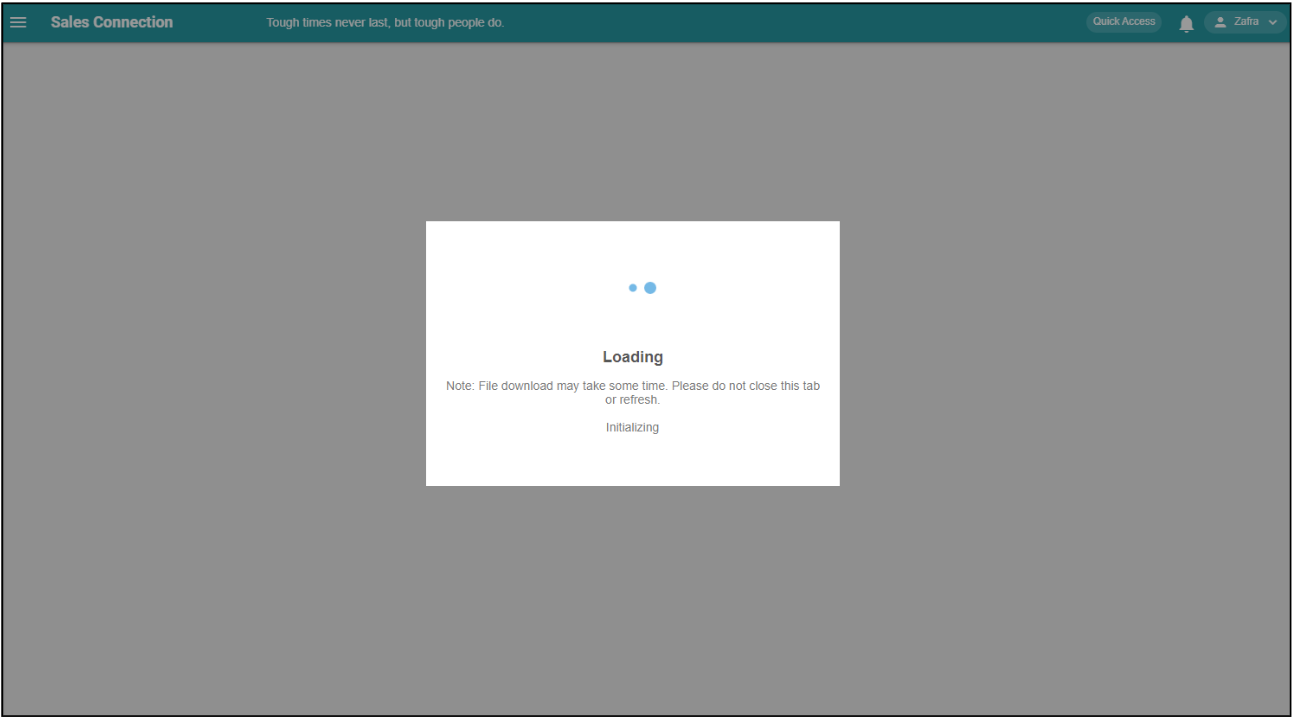 Sales Connection
Tough times never last, but tough people do.
Quick Access
Zafra
Loading
Note: File download may take some time. Please do not close this tab
or refresh.
Initializing